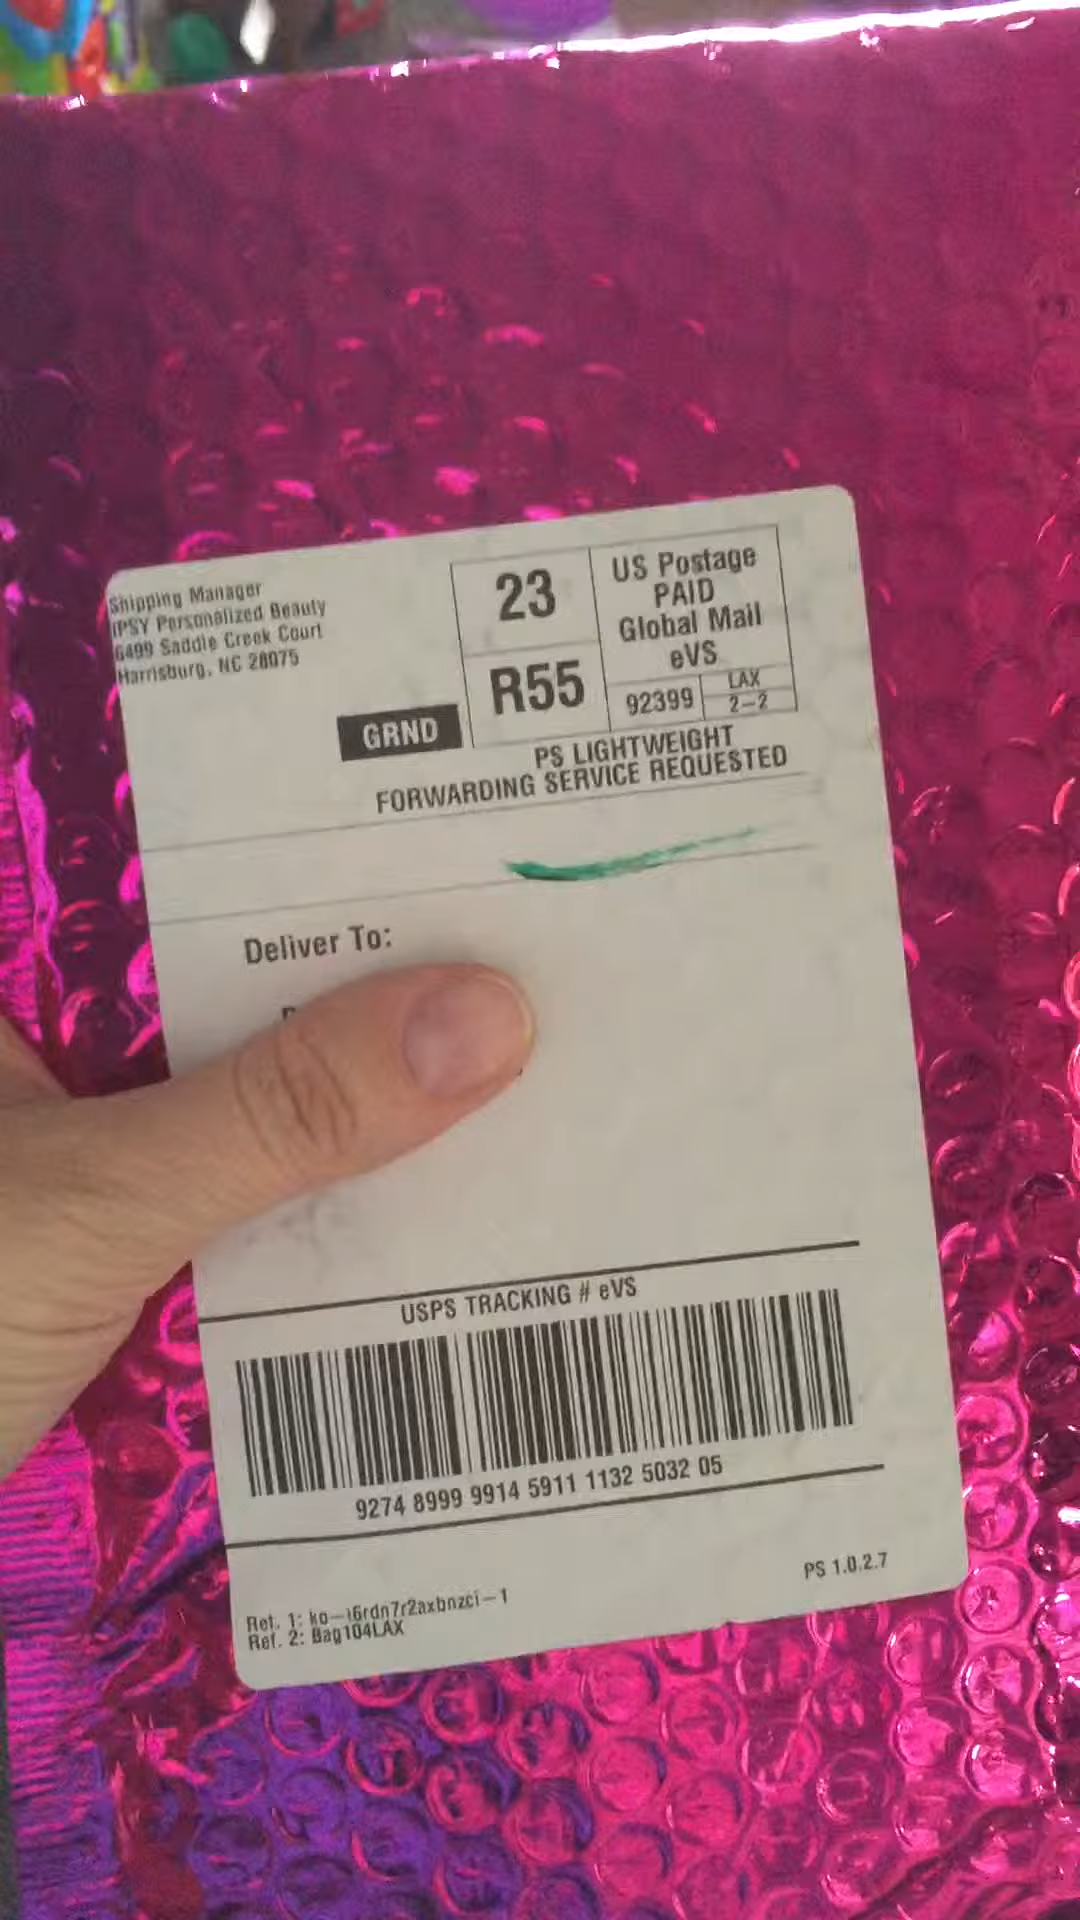 Shipping Manager
IPSY Personalized Beauty
6499 Saddle Creek Court
Harrisburg, NC 28075
23
R55
US Postage
PAID
Global Mail
eVS
92399
LAX
2-2
GRND
PS LIGHTWEIGHT
FORWARDING SERVICE REQUESTED
Deliver To:
USPS TRACKING # eVS
9274 8999 9914 5911 1132 5032 05
PS 1.0.2.7
Ref. 1: ko-i6rdn7r2axbnzci-1
Ref. 2: Bag104LAX